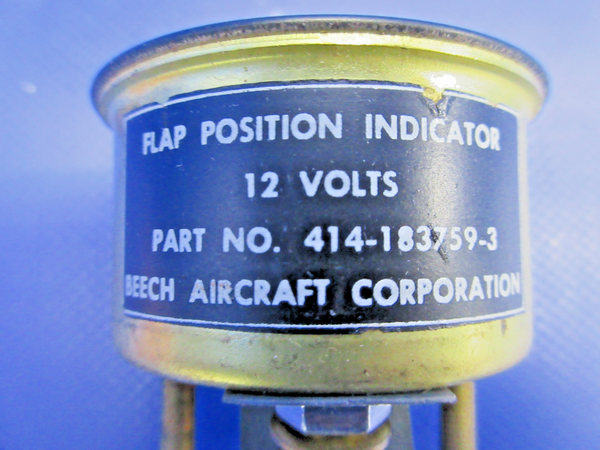 FLAP POSITION INDICATOR
12 VOLTS
PART NO. 414-183759-3
BEECH AIRCRAFT CORPORATION